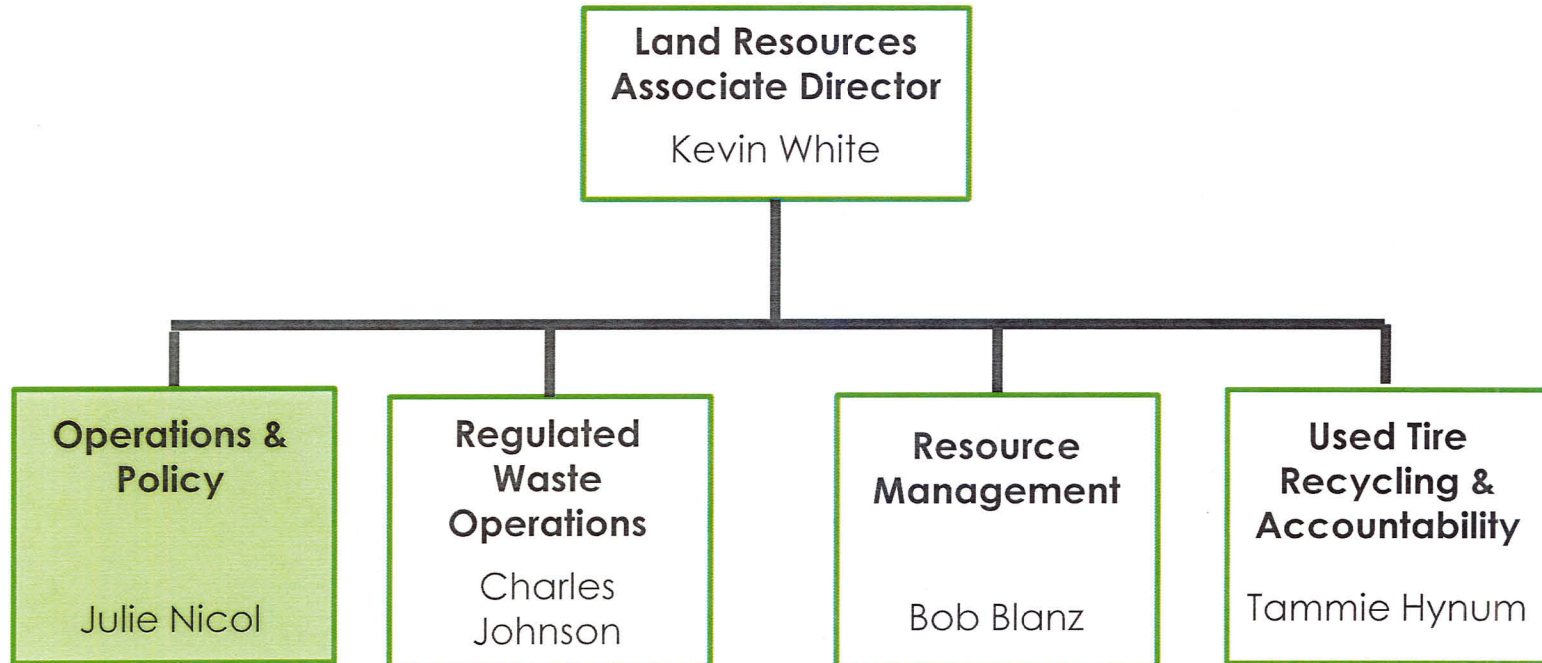 Land Resources
Associate Director
Kevin White
Operations &
Policy
Julie Nicol
Regulated
Waste
Operations
Charles
Johnson
Resource
Management
Bob Blanz
Used Tire
Recycling &
Accountability
Tammie Hynum